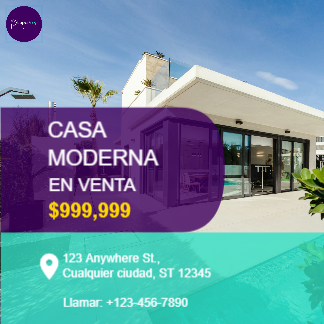 CASA
MODERNA
EN VENTA
$999,999
123 Anywhere St.,
Cualquier ciudad, ST 12345
Llamar: +123-456-7890